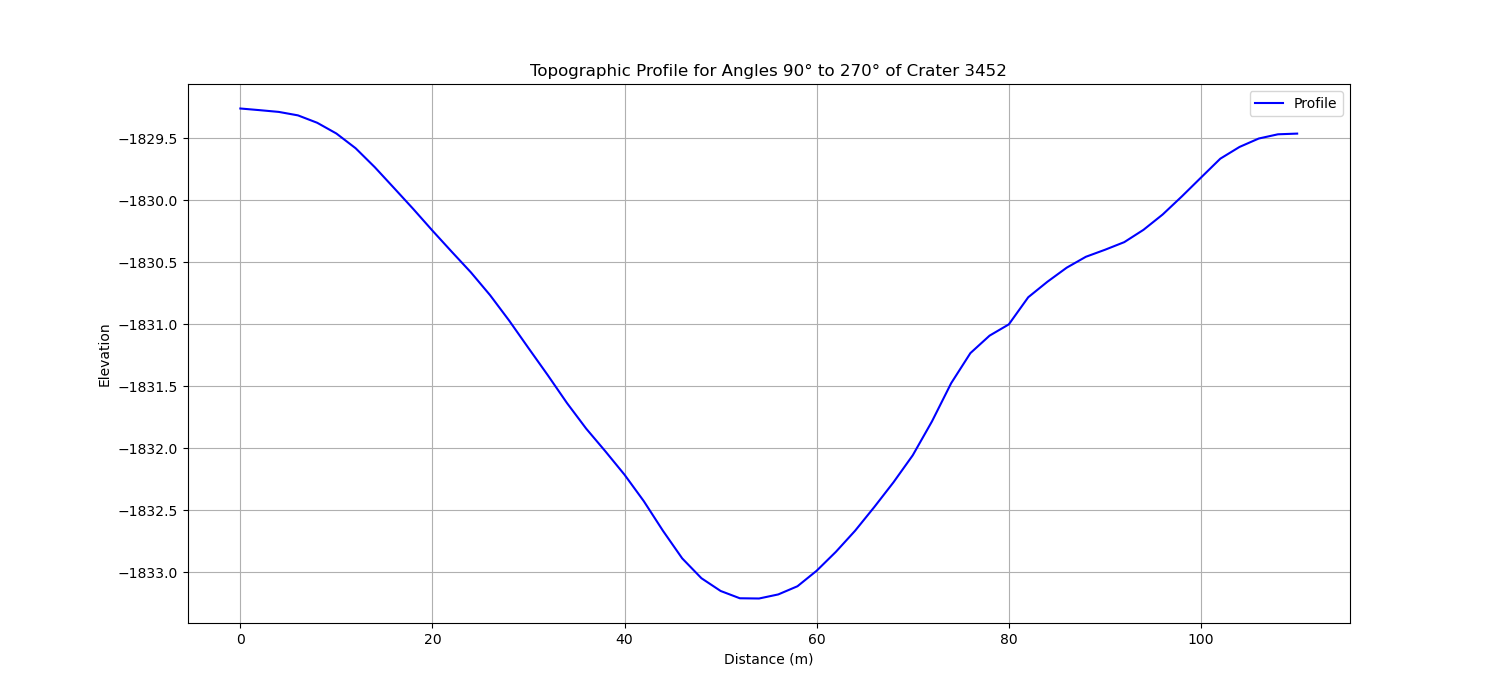 Topographic Profile for Angles 90° to 270° of Crater 3452
Profile
−1829.5
−1830.0
−1830.5
−1831.0
−1831.5
−1832.0
−1832.5
−1833.0
Elevation
0 20 40 60 80 100
Distance (m)